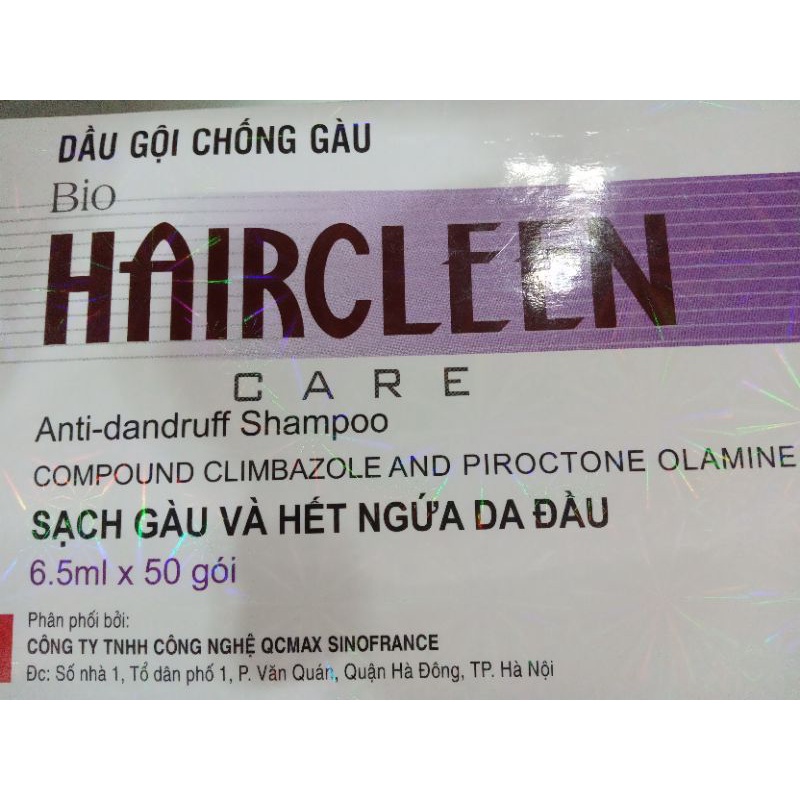 DẦU GỘI CHỐNG GÀU
Bio
HAIRCLEEN
CARE
Anti-dandruff Shampoo
COMPOUND CLIMBAZOLE AND PIROCTONE OLAMINE
SẠCH GÀU VÀ HẾT NGỨA DA ĐẦU
6.5ml x 50 gói
Phân phối bởi:
CÔNG TY TNHH CÔNG NGHỆ QCMAX SINOFRANCE
Đc: Số nhà 1, Tổ dân phố 1, P. Văn Quán, Quận Hà Đông, TP. Hà Nội